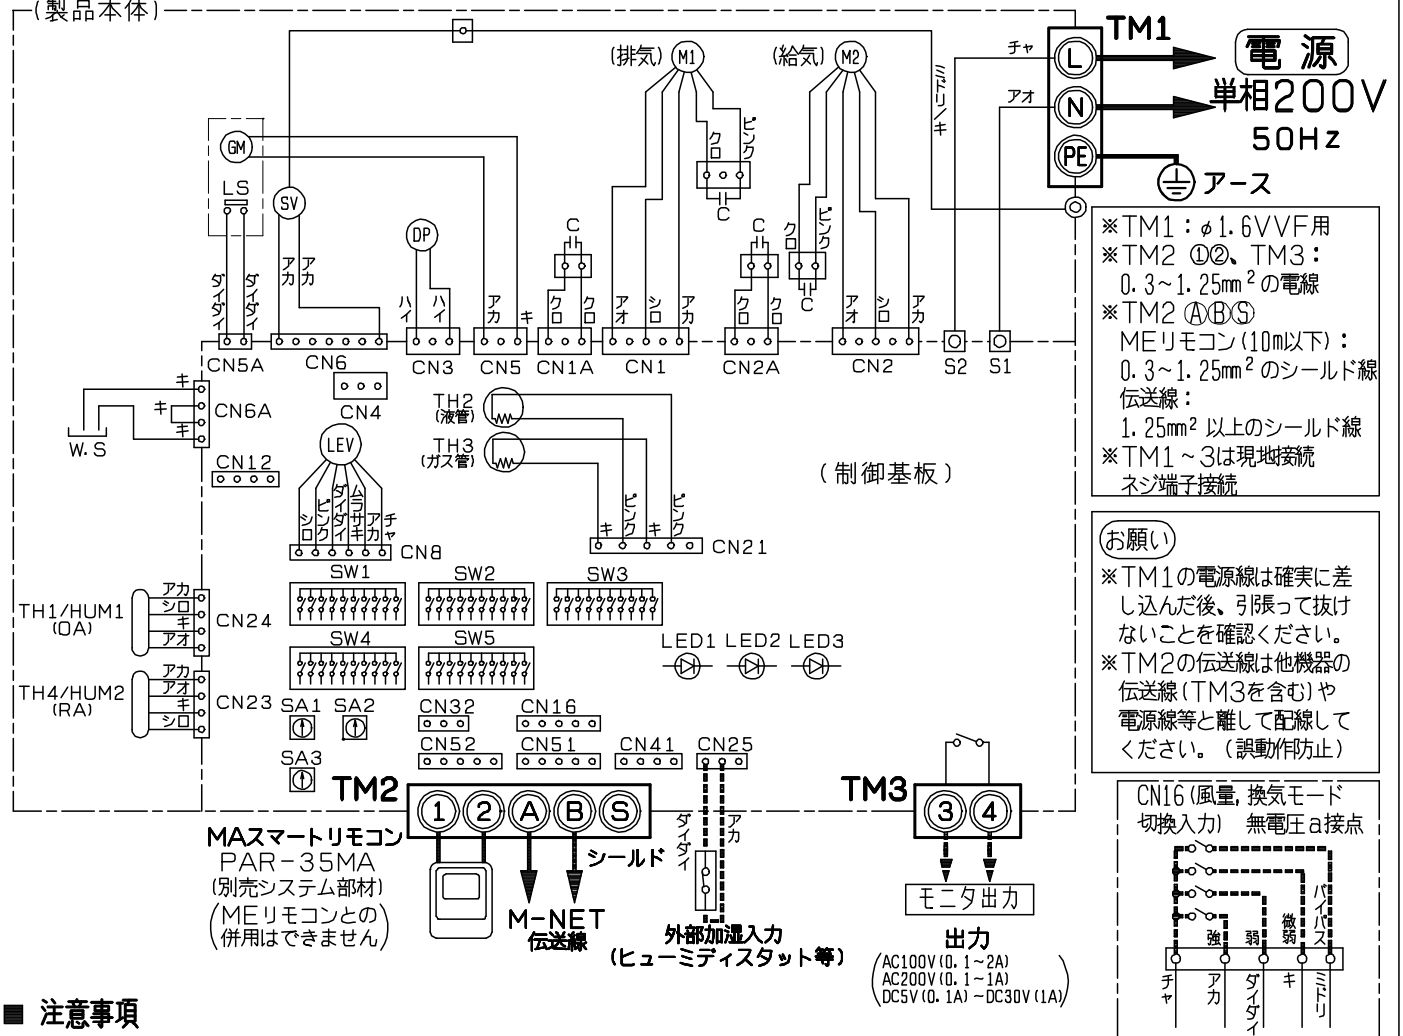 (製品本体)
TM1
L
N
PE
電源
単相200V
50Hz
アース
チャ
アオ
ミドリ/キ
(排気)
M1
(給気)
M2
GM
LS
SV
DP
C
C
C
C
クロ
ピンク
クロ
ピンク
ダイダイ
ダイダイ
アカ
アカ
ハイ
ハイ
アカ
キ
クロ
クロ
アオ
シロ
アカ
クロ
クロ
アオ
シロ
アカ
CN5A
CN6
CN3
CN5
CN1A
CN1
CN2A
CN2
S2
S1
※TM1:φ1.6VVF用
※TM2 ①②、TM3:
0.3~1.25mm²の電線
※TM2 ⒶⒷⓈ
MEリモコン(10m以下):
0.3~1.25mm²のシールド線
伝送線:
1.25mm²以上のシールド線
※TM1~3は現地接続
ネジ端子接続
キ
キ
キ
CN6A
W.S
CN4
CN12
LEV
TH2
(液管)
TH3
(ガス管)
(制御基板)
シロ
ピンク
ダイダイ
ムラサキ
アカ
チャ
CN8
キ
ピンク
キ
ピンク
CN21
お願い
※TM1の電源線は確実に差
し込んだ後、引張って抜け
ないことを確認ください。
※TM2の伝送線は他機器の
伝送線(TM3を含む)や
電源線等と離して配線して
ください。(誤動作防止)
SW1
SW2
SW3
SW4
SW5
LED1
LED2
LED3
TH1/HUM1
(OA)
アカ
シロ
キ
アオ
CN24
TH4/HUM2
(RA)
アカ
アオ
キ
シロ
CN23
SA1
SA2
SA3
CN32
CN16
CN52
CN51
CN41
CN25
TM2
1
2
A
B
S
TM3
3
4
MAスマートリモコン
PAR-35MA
(別売システム部材)
(MEリモコンとの
併用はできません)
シールド
M-NET
伝送線
ダイダイ
アカ
外部加湿入力
(ヒューミディスタット等)
モニタ出力
出力
(AC100V(0.1~2A)
AC200V(0.1~1A)
DC5V(0.1A)~DC30V(1A))
CN16(風量,換気モード
切換入力) 無電圧a接点
強
弱
微弱
バイパス
チャ
アカ
ダイダイ
キ
ミドリ
■ 注意事項